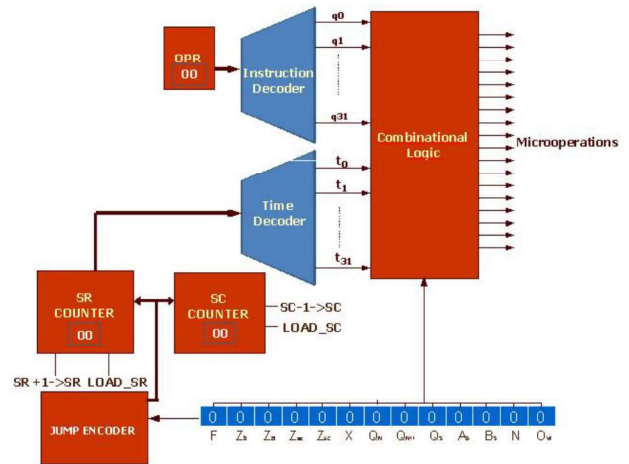 OPR
00
Instruction
Decoder
q0
q1
q31
Combinational
Logic
Microoperations
Time
Decoder
t0
t1
t31
SR
COUNTER
00
SC
COUNTER
00
SC-1->SC
LOAD_SC
SR +1->SR LOAD_SR
JUMP ENCODER
0 0 0 0 0 0 0 0 0 0 0 0 0
F X N